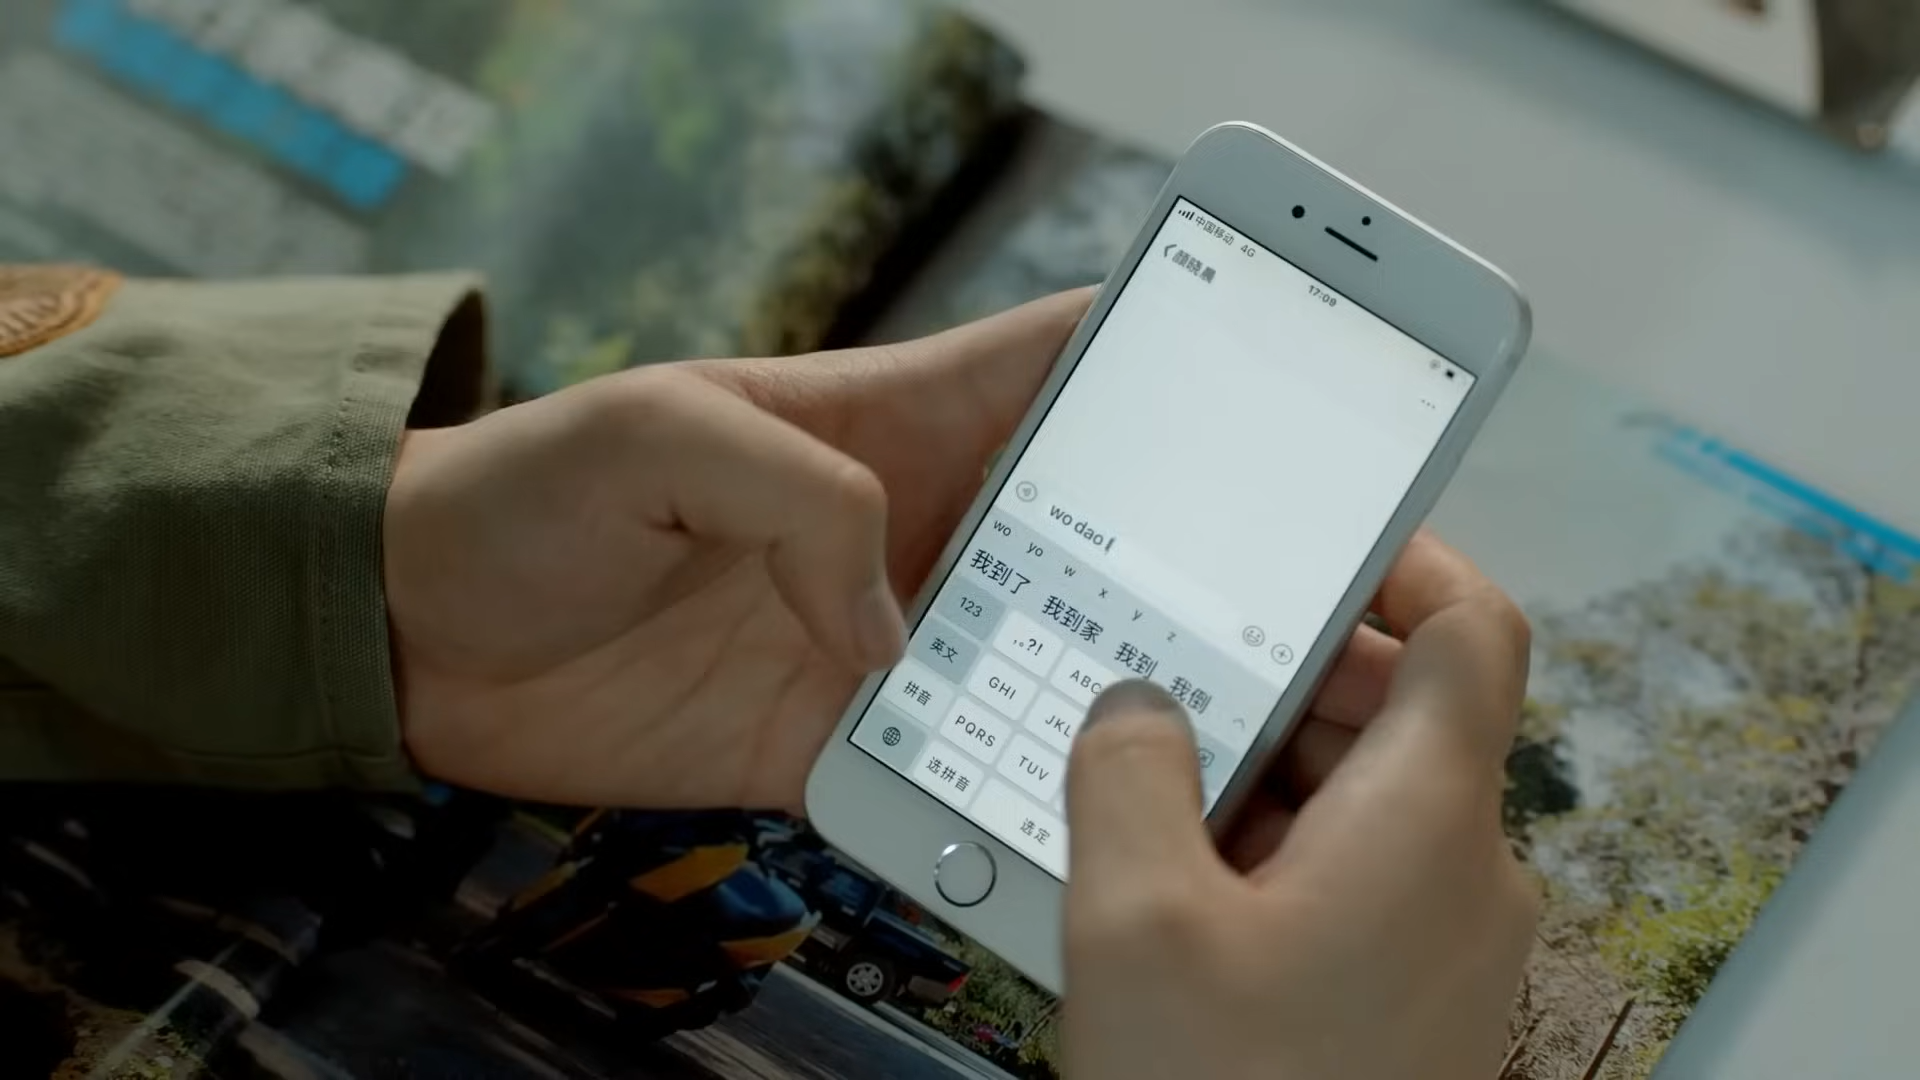 中国移动 4G
17:09
颜晓晨
wo dao
wo yo w x y z
我到了 我到家 我到 我倒
123 .,?! ABC
英文 GHI JKL
拼音 PQRS TUV
选拼音 选定